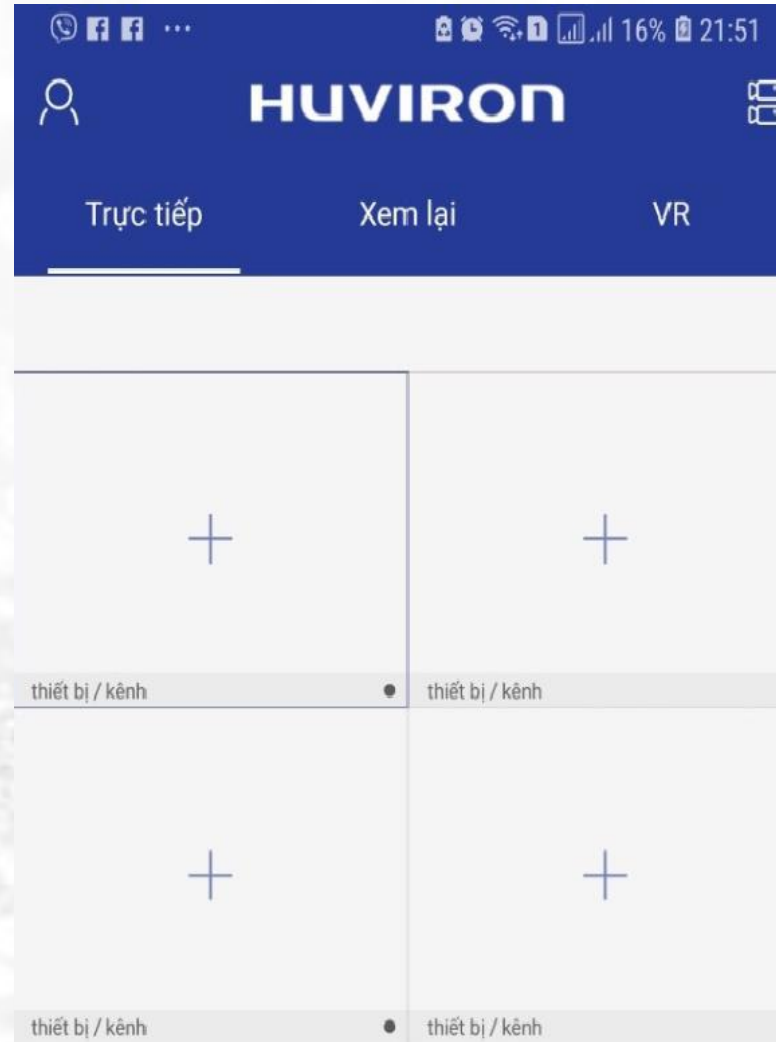 16% 21:51
HUVIRON
Trực tiếp Xem lại VR
thiết bị / kênh thiết bị / kênh
thiết bị / kênh thiết bị / kênh